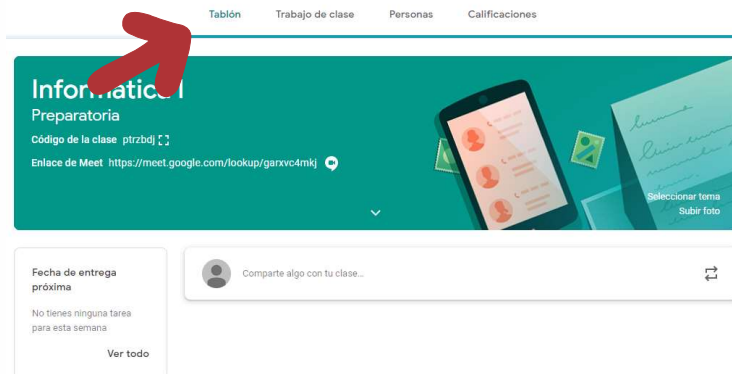 Tablón Trabajo de clase Personas Calificaciones
Informática I
Preparatoria
Código de la clase ptrzbdj
Enlace de Meet https://meet.google.com/lookup/garxvc4mkj
Seleccionar tema
Subir foto
Fecha de entrega
próxima
No tienes ninguna tarea
para esta semana
Ver todo
Comparte algo con tu clase...